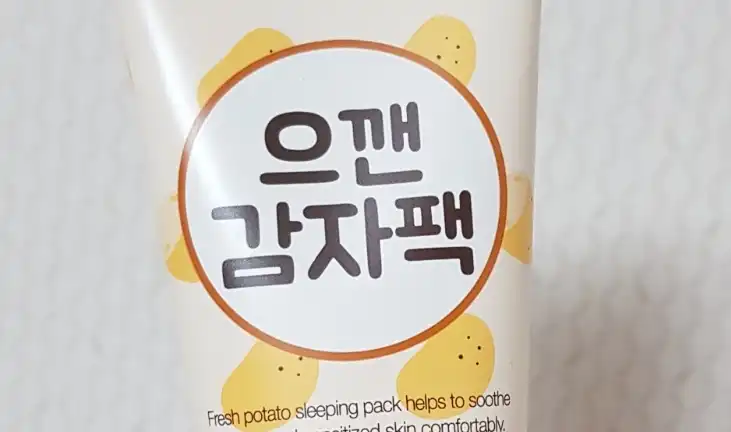 으깬
감자팩
Fresh potato sleeping pack helps to soothe
skin comfortably.